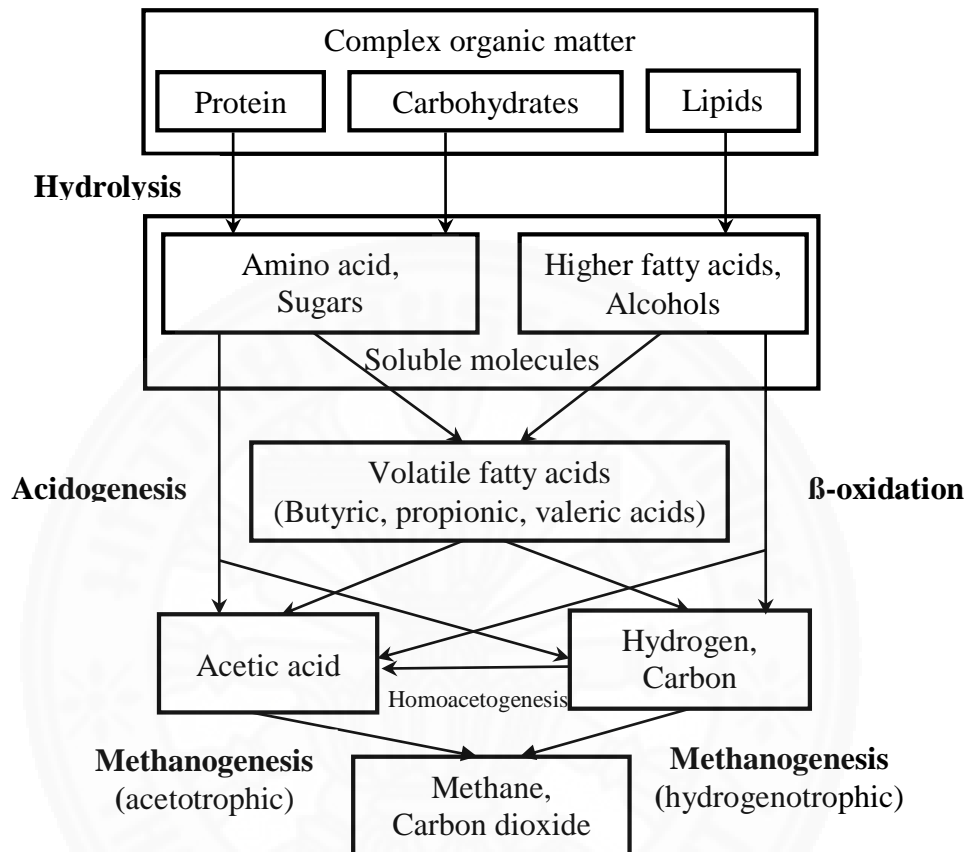 Complex organic matter
Protein
Carbohydrates
Lipids
Hydrolysis
Amino acid,
Sugars
Higher fatty acids,
Alcohols
Soluble molecules
Volatile fatty acids
(Butyric, propionic, valeric acids)
Acidogenesis
ß-oxidation
Acetic acid
Hydrogen,
Carbon
Homoacetogenesis
Methanogenesis
(acetotrophic)
Methanogenesis
(hydrogenotrophic)
Methane,
Carbon dioxide